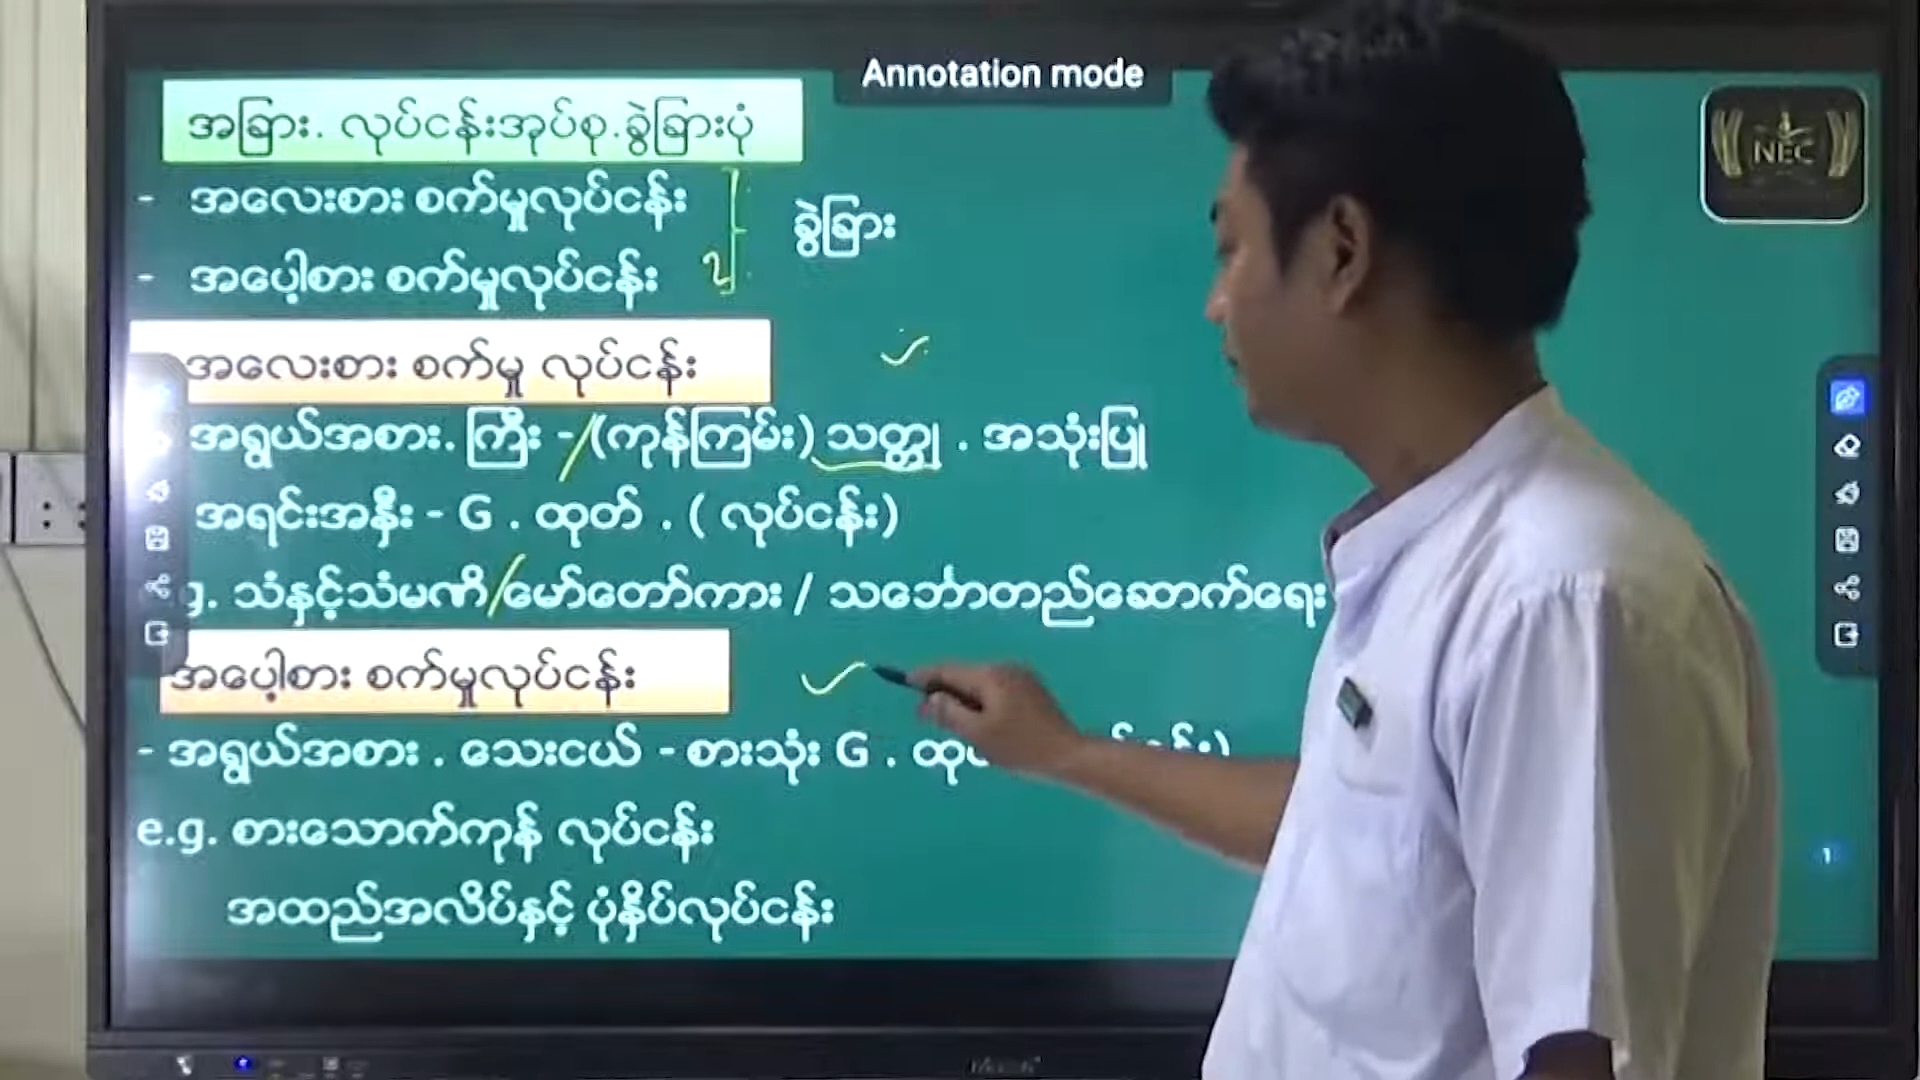 Annotation mode
NEC
အခြား. လုပ်ငန်းအုပ်စု.ခွဲခြားပုံ
- အလေးစား စက်မှုလုပ်ငန်း
- အပေါ့စား စက်မှုလုပ်ငန်း
ခွဲခြား
အလေးစား စက်မှု လုပ်ငန်း
အရွယ်အစား. ကြီး - (ကုန်ကြမ်း) သတ္တု . အသုံးပြု
အရင်းအနှီး - G . ထုတ် . ( လုပ်ငန်း)
g. သံနှင့်သံမဏိ/မော်တော်ကား / သင်္ဘောတည်ဆောက်ရေး
အပေါ့စား စက်မှုလုပ်ငန်း
- အရွယ်အစား . သေးငယ် - စားသုံး G .
e.g. စားသောက်ကုန် လုပ်ငန်း
အထည်အလိပ်နှင့် ပုံနှိပ်လုပ်ငန်း
1